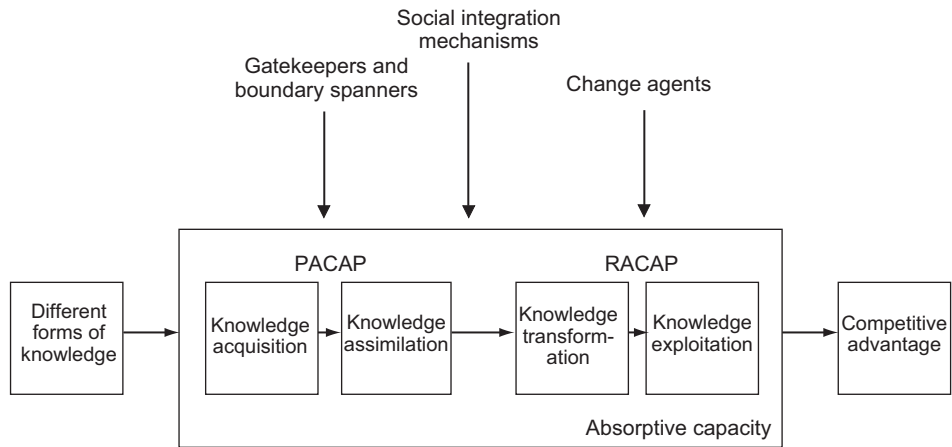 Social integration
mechanisms
Gatekeepers and
boundary spanners
Change agents
PACAP
RACAP
Different
forms of
knowledge
Knowledge
acquisition
Knowledge
assimilation
Knowledge
transform-
ation
Knowledge
exploitation
Competitive
advantage
Absorptive capacity